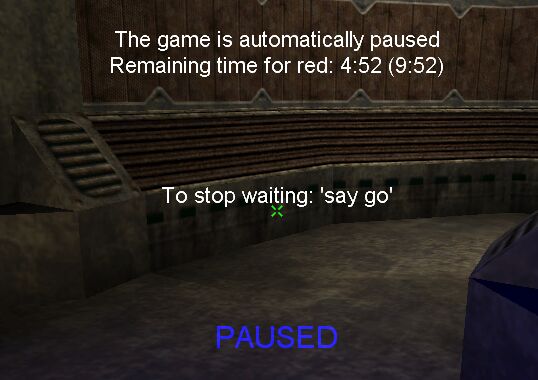 The game is automatically paused
Remaining time for red: 4:52 (9:52)
To stop waiting: 'say go'
PAUSED